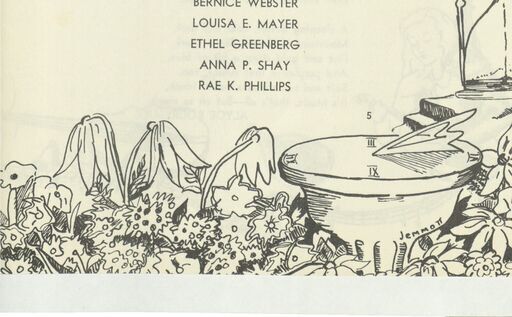 BERNICE WEBSTER
LOUISA E. MAYER
ETHEL GREENBERG
ANNA P. SHAY
RAE K. PHILLIPS
5
III
IX
Jemmott